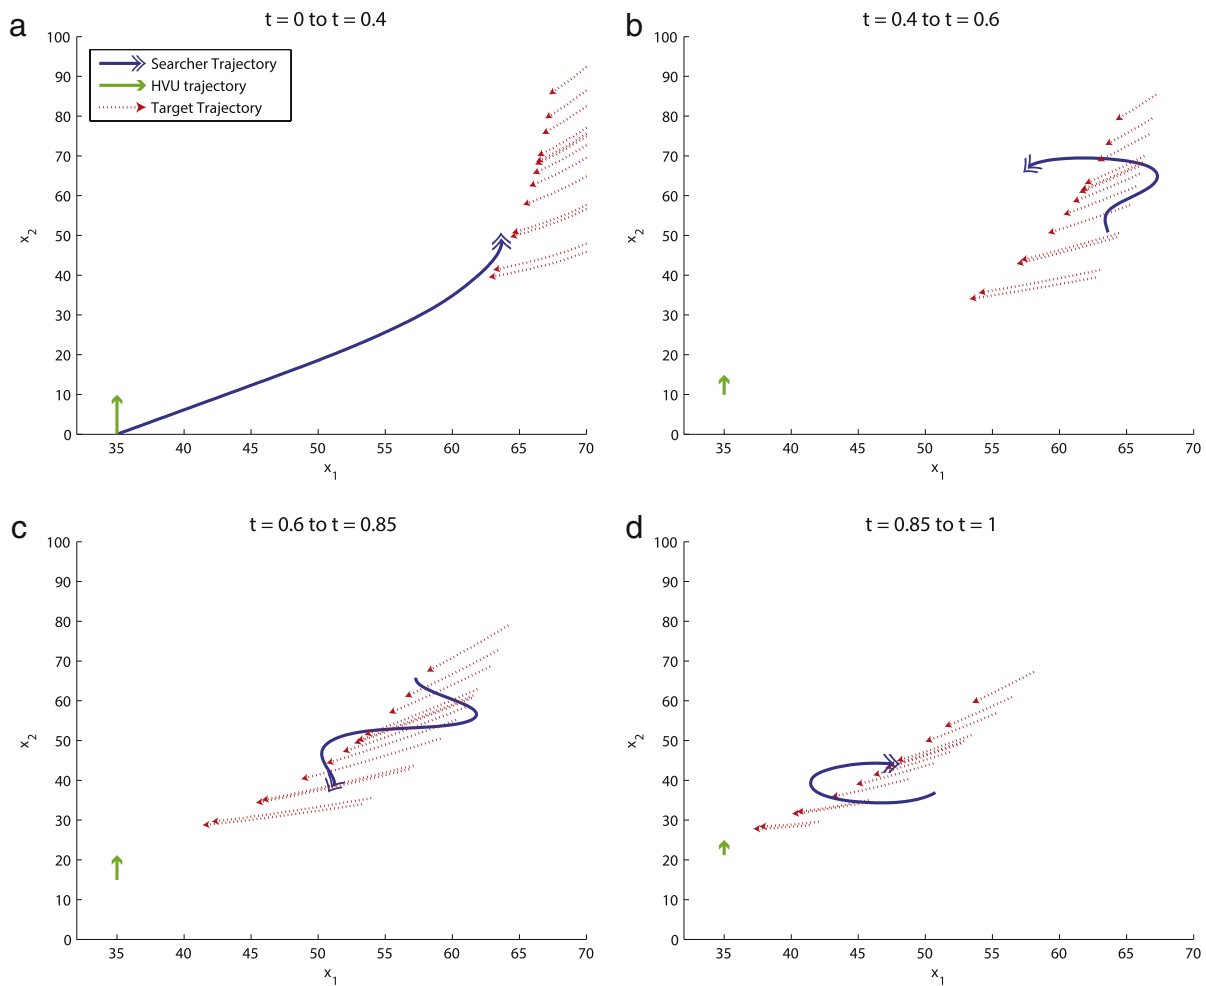 a
t = 0 to t = 0.4
100
90
80
70
60
50
40
30
20
10
0
x2
35 40 45 50 55 60 65 70
x1
Searcher Trajectory
HVU trajectory
Target Trajectory
b
t = 0.4 to t = 0.6
100
90
80
70
60
50
40
30
20
10
0
x2
35 40 45 50 55 60 65 70
x1
c
t = 0.6 to t = 0.85
100
90
80
70
60
50
40
30
20
10
0
x2
35 40 45 50 55 60 65 70
x1
d
t = 0.85 to t = 1
100
90
80
70
60
50
40
30
20
10
0
x2
35 40 45 50 55 60 65 70
x1